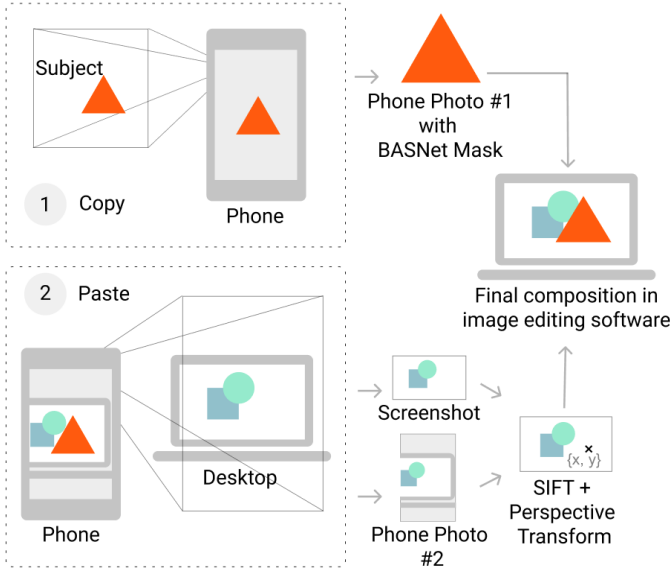 Subject
1 Copy
Phone
Phone Photo #1
with
BASNet Mask
Final composition in
image editing software
2 Paste
Phone
Desktop
Screenshot
Phone Photo
#2
{x, y}
SIFT +
Perspective
Transform